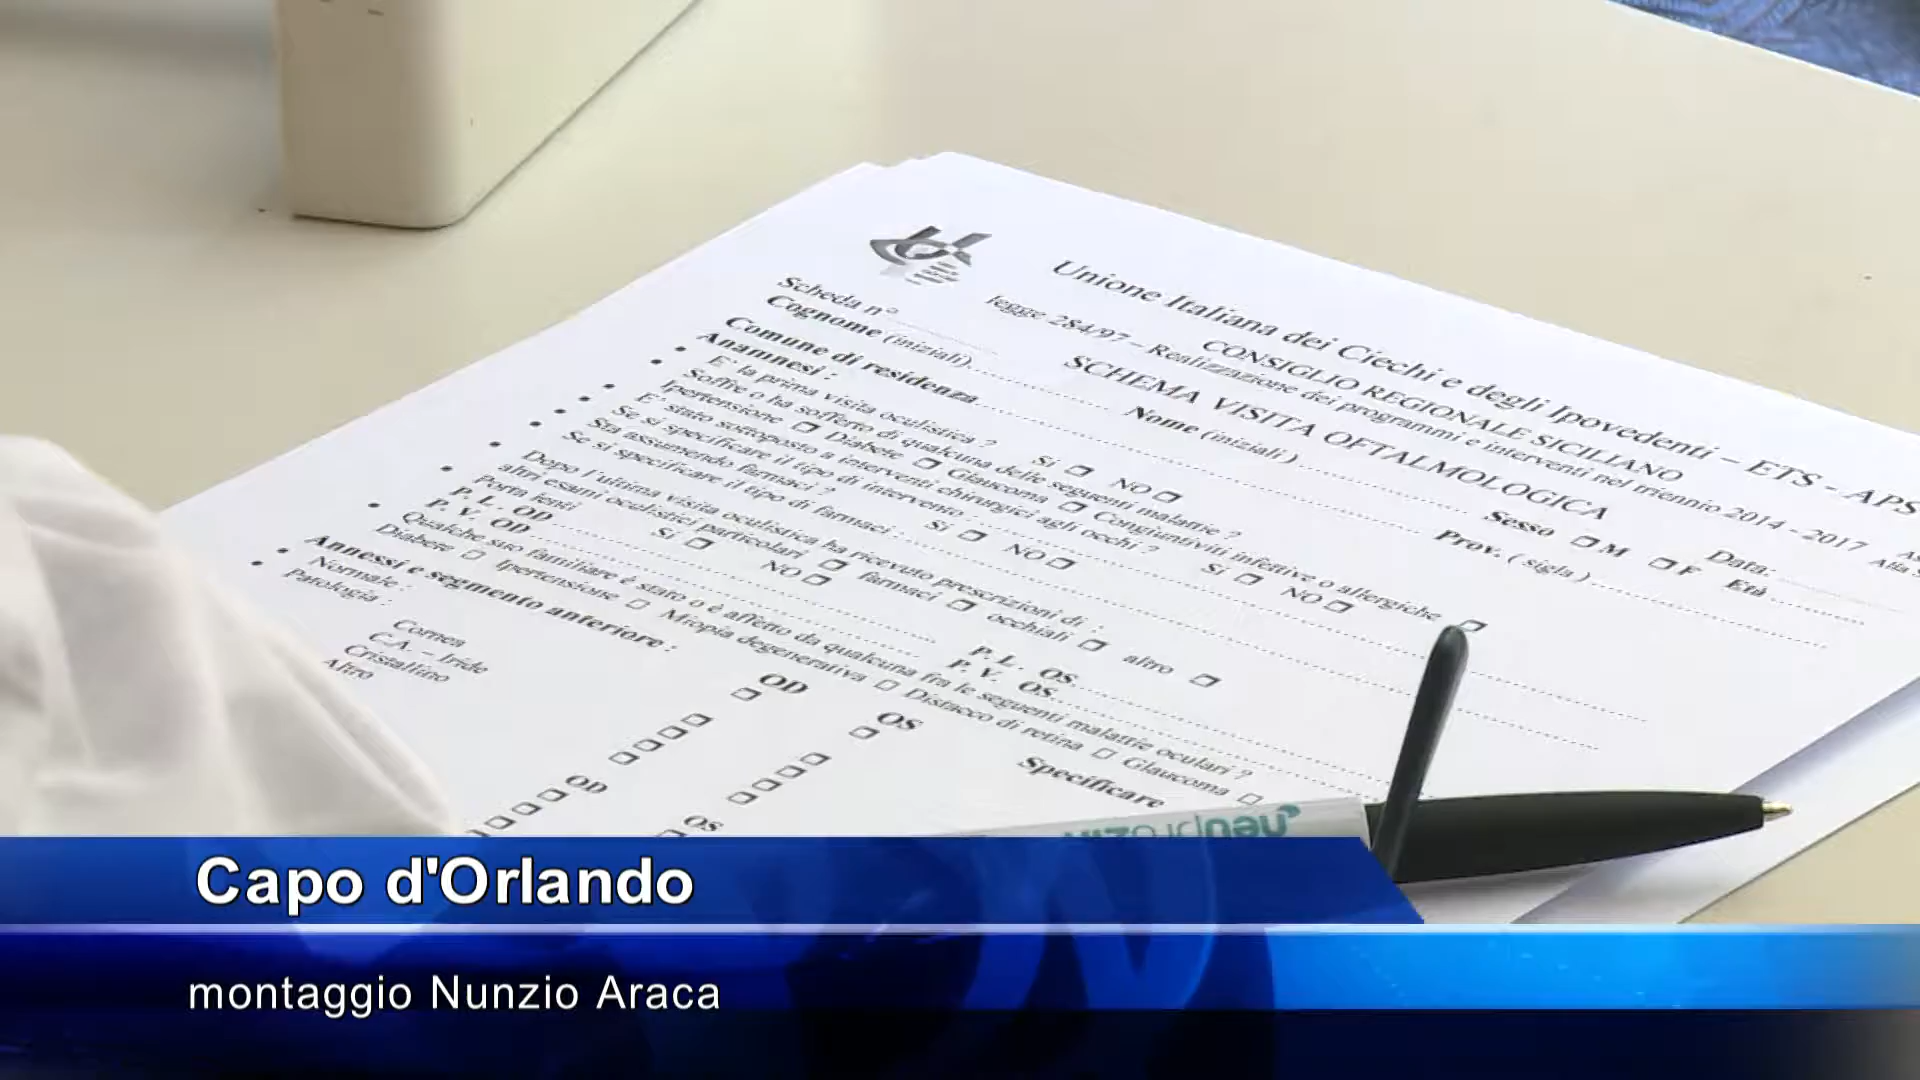 Unione Italiana dei Ciechi e degli Ipovedenti – ETS - APS
CONSIGLIO REGIONALE SICILIANO
legge 284/97 – Realizzazione dei programmi e interventi nel triennio 2014 - 2017
SCHEMA VISITA OFTALMOLOGICA
Scheda n°
Data:
Cognome (iniziali) Nome (iniziali ) Sesso M F Età
Comune di residenza Prov. ( sigla )
Anamnesi :
E' la prima visita oculistica ? Si NO
Soffre o ha sofferto di qualcuna delle seguenti malattie ?
Ipertensione Diabete Glaucoma Congiuntiviti infettive o allergiche
E' stato sottoposto a interventi chirurgici agli occhi ? Si NO
Se si specificare il tipo di intervento
Sta assumendo farmaci ? Si NO
Se si specificare il tipo di farmaci :
Dopo l'ultima visita oculistica ha ricevuto prescrizioni di :
altri esami oculistici particolari farmaci occhiali altro
Porta lenti Si NO
P. L. OD P. L. OS
P. V. OD P. V. OS
Qualche suo familiare è stato o è affetto da qualcuna fra le seguenti malattie oculari ?
Diabete Ipertensione Miopia degenerativa Distacco di retina Glaucoma
Annessi e segmento anteriore :
OD OS Specificare
Normale :
Patologia :
Cornea
C.A. – Iride
Cristallino
Altro
OD OS
Capo d'Orlando
montaggio Nunzio Araca